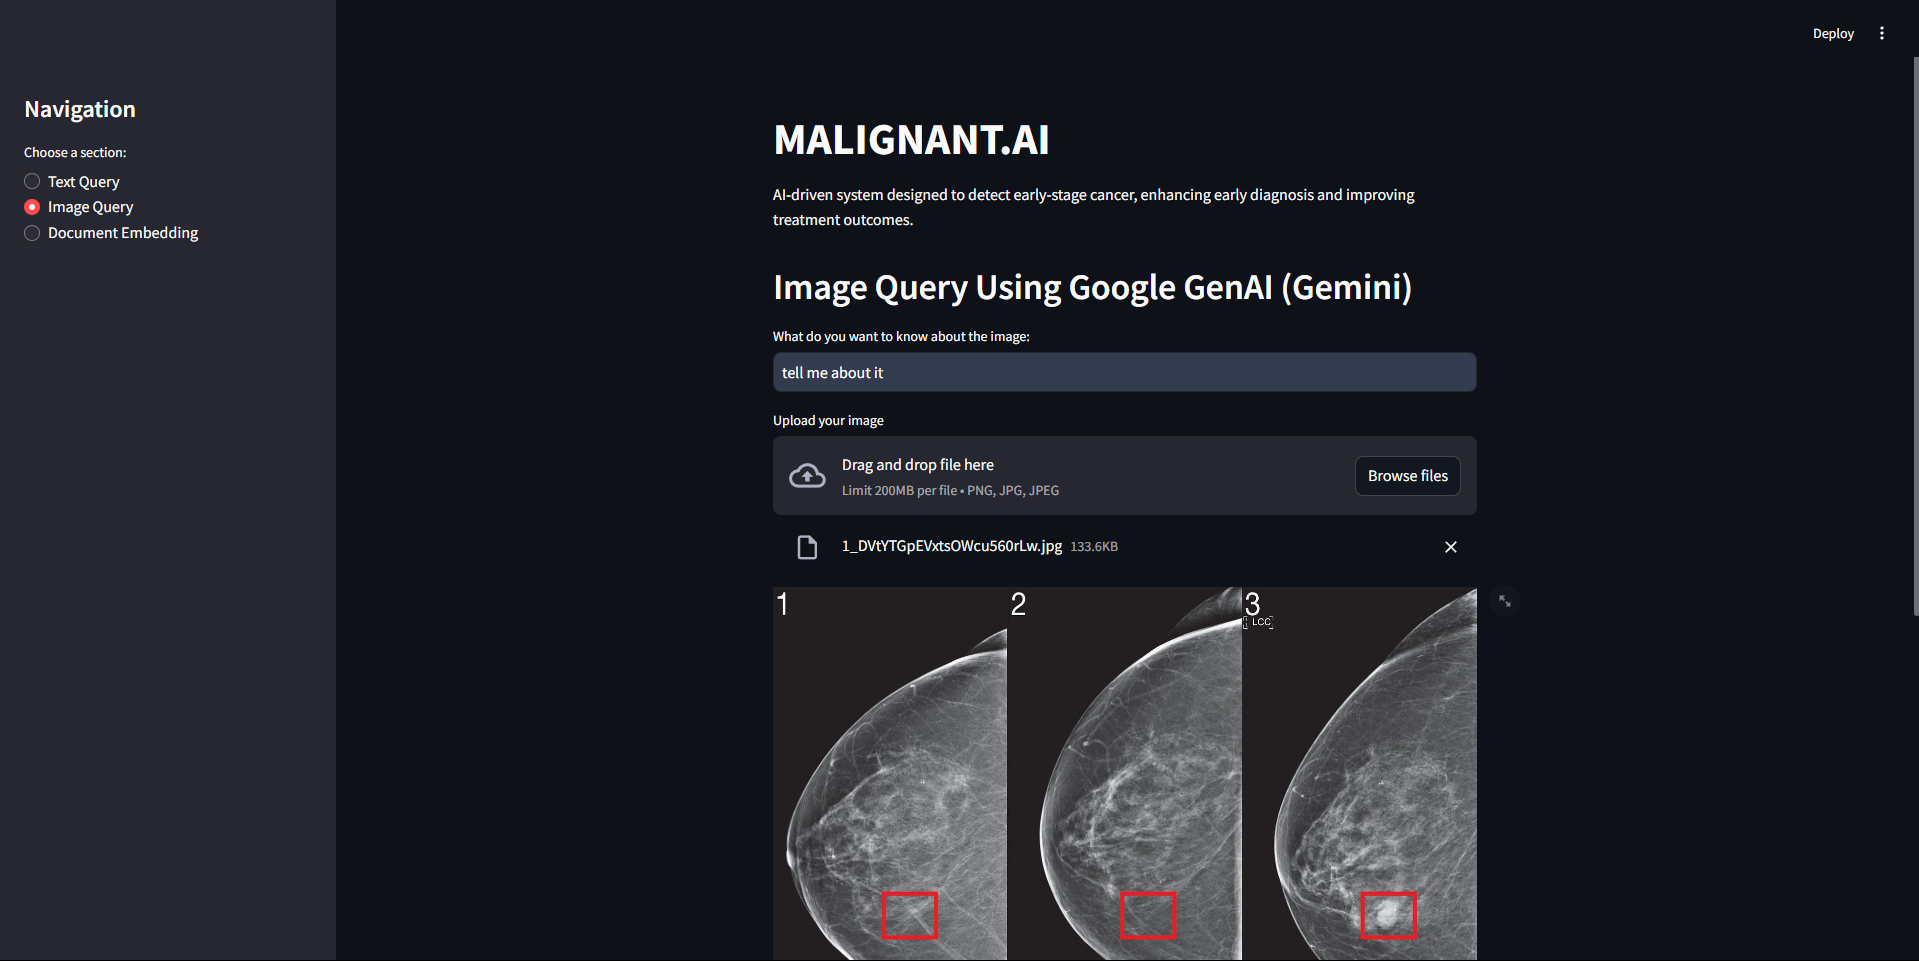 Deploy
Navigation
Choose a section:
Text Query
Image Query
Document Embedding
MALIGNANT.AI
AI-driven system designed to detect early-stage cancer, enhancing early diagnosis and improving
treatment outcomes.
Image Query Using Google GenAI (Gemini)
What do you want to know about the image:
tell me about it
Upload your image
Drag and drop file here
Limit 200MB per file • PNG, JPG, JPEG
Browse files
1_DVtYTGpEVxtsOWcu560rLw.jpg 133.6KB
1 2 3
LCC